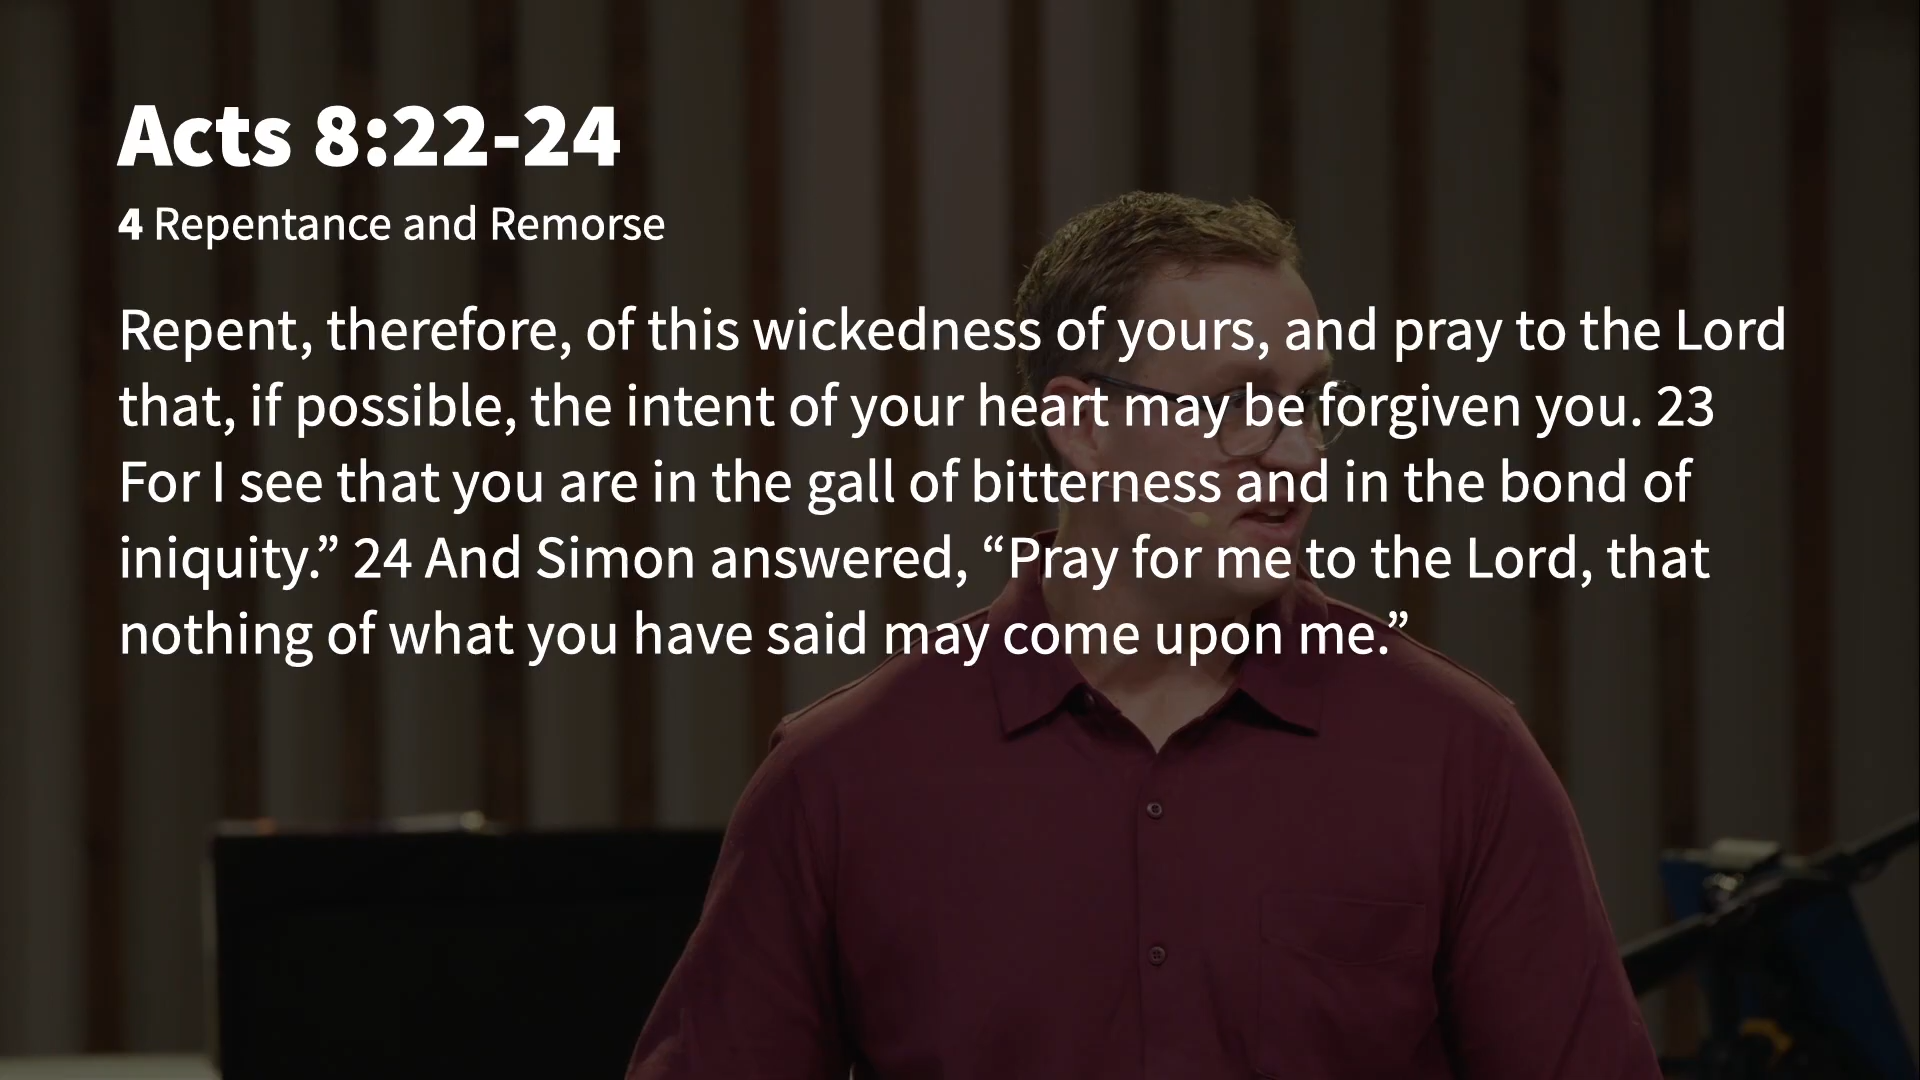 Acts 8:22-24
4 Repentance and Remorse
Repent, therefore, of this wickedness of yours, and pray to the Lord
that, if possible, the intent of your heart may be forgiven you. 23
For I see that you are in the gall of bitterness and in the bond of
iniquity.” 24 And Simon answered, “Pray for me to the Lord, that
nothing of what you have said may come upon me.”